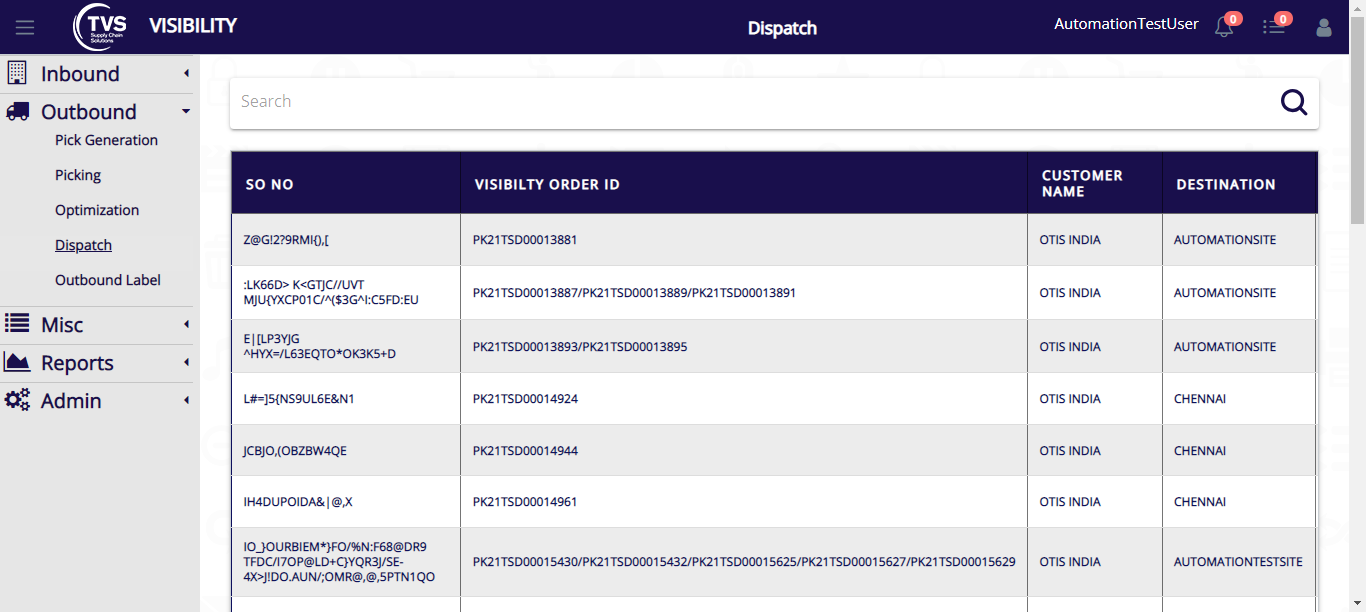 TVS
Supply Chain
Solutions
VISIBILITY
Dispatch
AutomationTestUser
0
0
Inbound
Outbound
Pick Generation
Picking
Optimization
Dispatch
Outbound Label
Misc
Reports
Admin
Search
SO NO
VISIBILTY ORDER ID
CUSTOMER
NAME
DESTINATION
Z@G!2?9RMI{),[
PK21TSD00013881
OTIS INDIA
AUTOMATIONSITE
:LK66D> K<GTJC//UVT
MJU{YXCP01C/^($3G^I:C5FD:EU
PK21TSD00013887/PK21TSD00013889/PK21TSD00013891
OTIS INDIA
AUTOMATIONSITE
E|[LP3YJG
^HYX=/L63EQTO*OK3K5+D
PK21TSD00013893/PK21TSD00013895
OTIS INDIA
AUTOMATIONSITE
L#=]5{NS9UL6E&N1
PK21TSD00014924
OTIS INDIA
CHENNAI
JCBJO,(OBZBW4QE
PK21TSD00014944
OTIS INDIA
CHENNAI
IH4DUPOIDA&|@,X
PK21TSD00014961
OTIS INDIA
CHENNAI
IO_}OURBIEM*}FO/%N:F68@DR9
TFDC/I7OP@LD+C}YQR3J/SE-
4X>J!DO.AUN/;OMR@,@,5PTN1QO
PK21TSD00015430/PK21TSD00015432/PK21TSD00015625/PK21TSD00015627/PK21TSD00015629
OTIS INDIA
AUTOMATIONTESTSITE